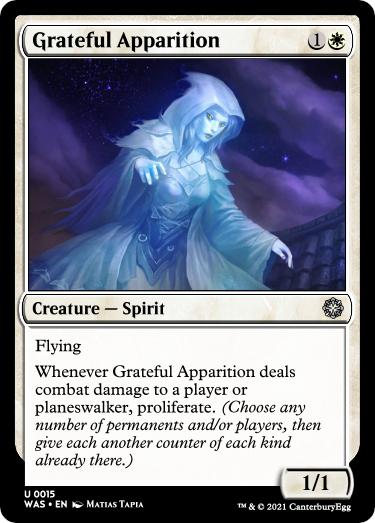 Grateful Apparition 1
Creature — Spirit
Flying
Whenever Grateful Apparition deals
combat damage to a player or
planeswalker, proliferate. (Choose any
number of permanents and/or players, then
give each another counter of each kind
already there.)
1/1
U 0015
WAS • EN Matias Tapia
™ & © 2021 CanterburyEgg